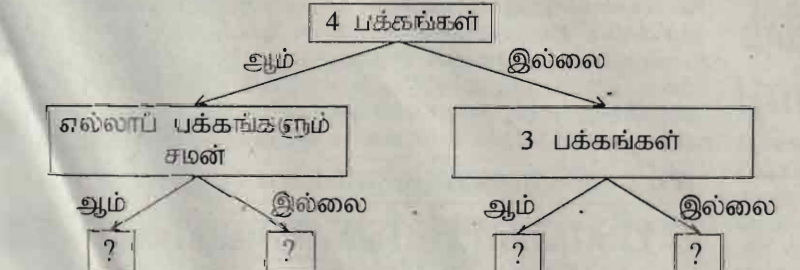 4 பக்கங்கள்
ஆம் இல்லை
எல்லாப் பக்கங்களும்
சமன்
3 பக்கங்கள்
ஆம் இல்லை ஆம் இல்லை
? ? ? ?